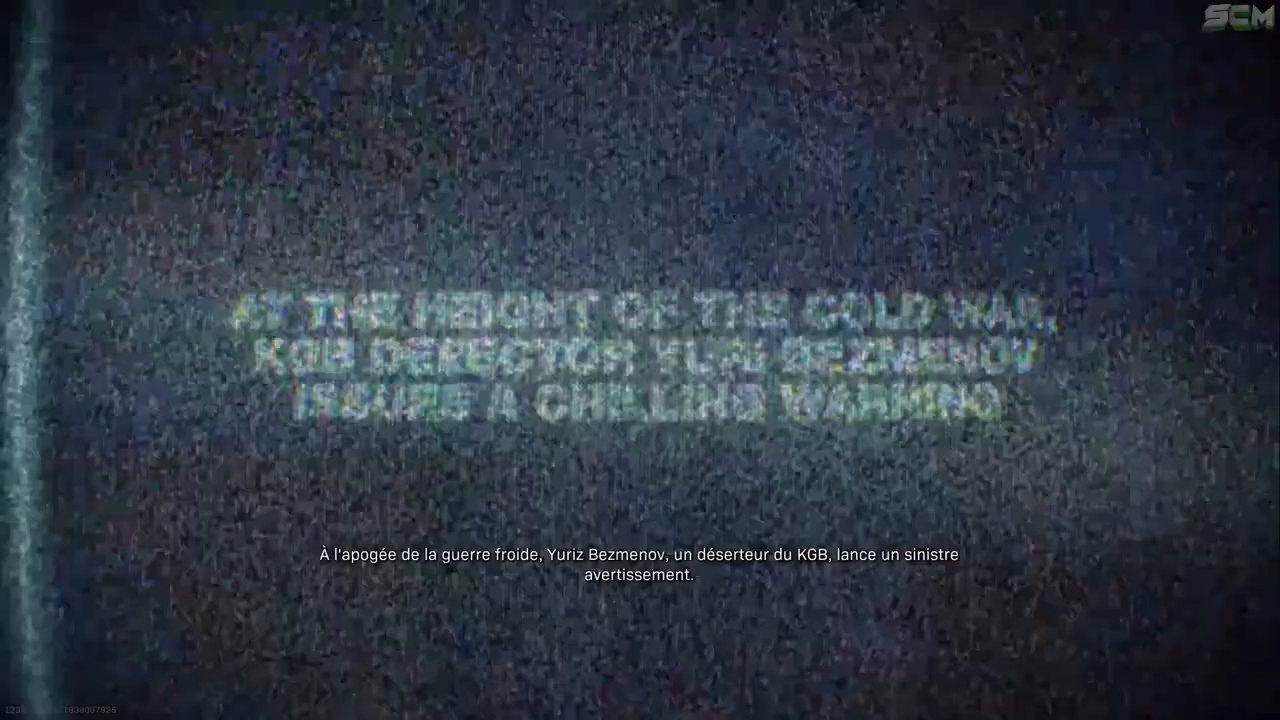 SCM
AT THE HEIGHT OF THE COLD WAR,
KGB DEFECTOR YURI BEZMENOV
ISSUED A CHILLING WARNING
À l'apogée de la guerre froide, Yuriz Bezmenov, un déserteur du KGB, lance un sinistre
avertissement.